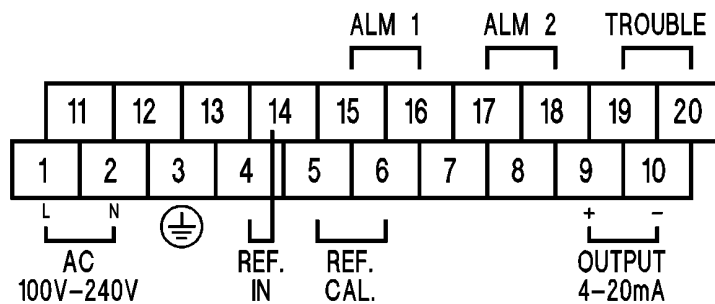 ALM 1 ALM 2 TROUBLE
11 12 13 14 15 16 17 18 19 20
1 2 3 4 5 6 7 8 9 10
L N + −
AC REF. REF. OUTPUT
100V−240V IN CAL. 4−20mA